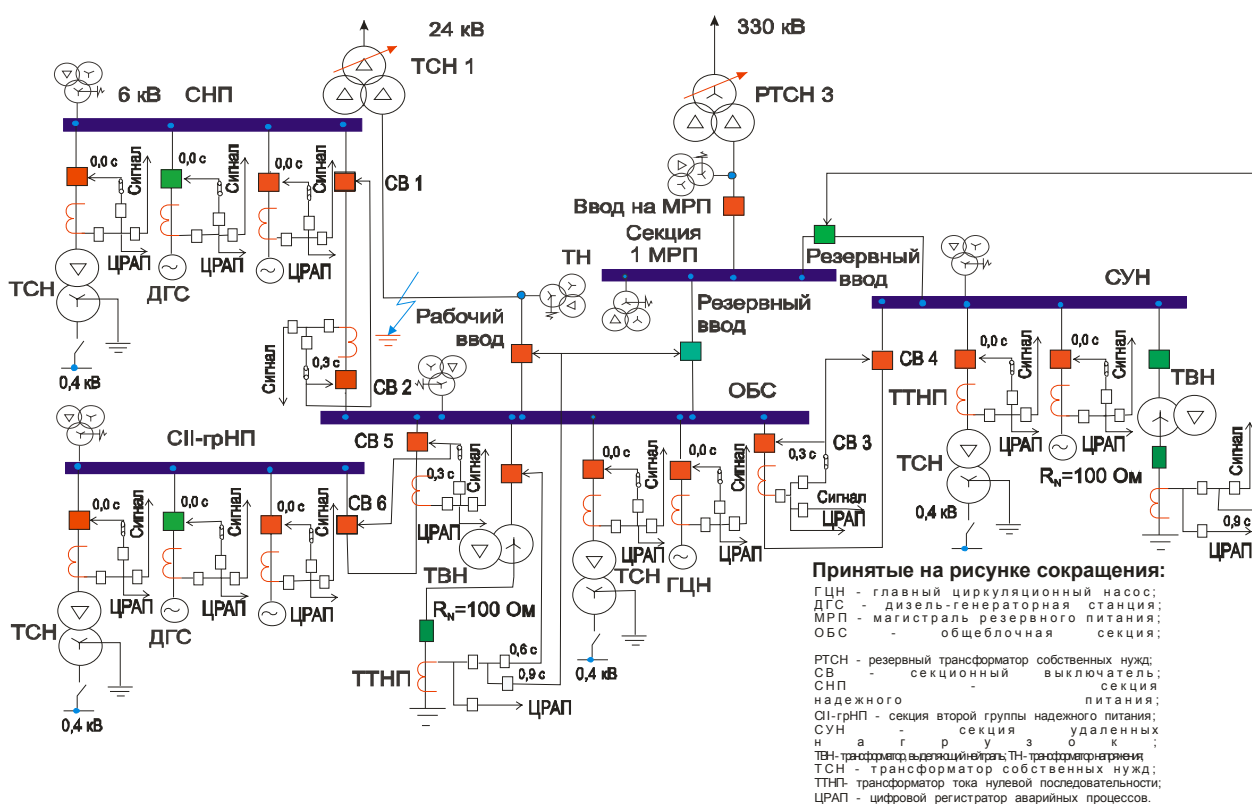 24 кВ
ТСН 1
330 кВ
РТСН 3
6 кВ СНП
0,0 с
Сигнал
0,0 с
Сигнал
0,0 с
Сигнал
СВ 1
ЦРАП
ЦРАП
ЦРАП
ТСН
ДГС
0,4 кВ
Ввод на МРП
Секция
1 МРП
ТН
Резервный
ввод
Резервный
ввод
Рабочий
ввод
СУН
Сигнал
0,3 с
СВ 2
ОБС
СВ 4
0,0 с
Сигнал
0,0 с
Сигнал
ТВН
ТТНП
ЦРАП
ЦРАП
ТСН
R_N=100 Ом
0,4 кВ
Сигнал
0,9 с
ЦРАП
СII-грНП
СВ 5
0,3 с
Сигнал
ЦРАП
СВ 6
0,0 с
Сигнал
0,0 с
Сигнал
0,0 с
Сигнал
ЦРАП
ЦРАП
ЦРАП
ТСН
ДГС
0,4 кВ
ТВН
R_N=100 Ом
ТТНП
0,6 с
0,9 с
ЦРАП
0,0 с
Сигнал
0,0 с
Сигнал
ЦРАП
ЦРАП
ТСН
ГЦН
0,4 кВ
СВ 3
0,3 с
Сигнал
ЦРАП
Принятые на рисунке сокращения:
ГЦН - главный циркуляционный насос;
ДГС - дизель-генераторная станция;
МРП - магистраль резервного питания;
ОБС - общеблочная секция;
РТСН - резервный трансформатор собственных нужд;
СВ - секционный выключатель;
СНП - секция
надежного питания;
СII-грНП - секция второй группы надежного питания;
СУН - секция удаленных
нагрузок;
ТВН - трансформатор, выделяющий нейтраль; ТН - трансформатор напряжения;
ТСН - трансформатор собственных нужд;
ТТНП- трансформатор тока нулевой последовательности;
ЦРАП - цифровой регистратор аварийных процессов.